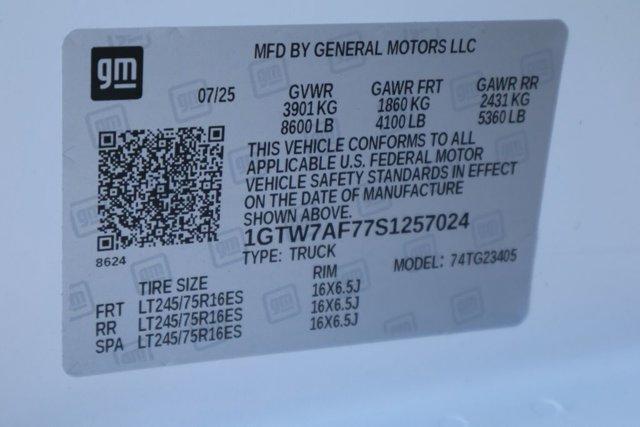 gm
MFD BY GENERAL MOTORS LLC
07/25 GVWR GAWR FRT GAWR RR
3901 KG 1860 KG 2431 KG
8600 LB 4100 LB 5360 LB
THIS VEHICLE CONFORMS TO ALL
APPLICABLE U.S. FEDERAL MOTOR
VEHICLE SAFETY STANDARDS IN EFFECT
ON THE DATE OF MANUFACTURE
SHOWN ABOVE.
1GTW7AF77S1257024
8624
TYPE: TRUCK MODEL: 74TG23405
TIRE SIZE RIM
FRT LT245/75R16ES 16X6.5J
RR LT245/75R16ES 16X6.5J
SPA LT245/75R16ES 16X6.5J